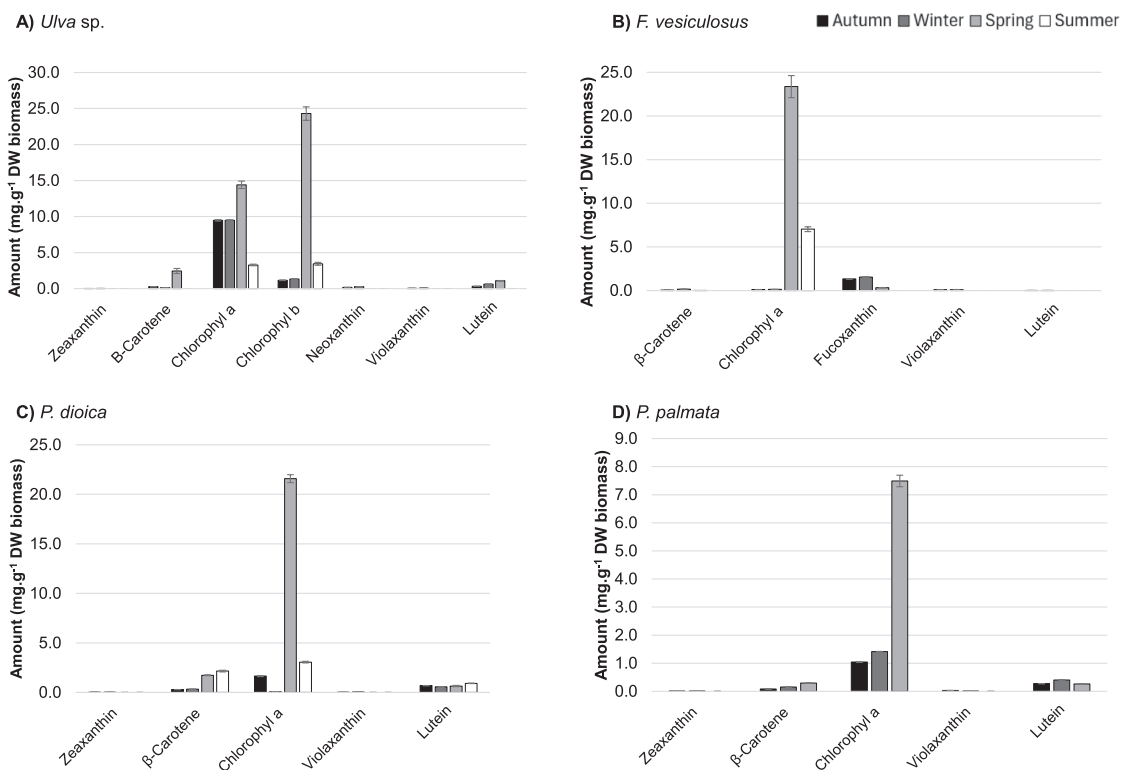 A) Ulva sp.
B) F. vesiculosus
Autumn Winter Spring Summer
Amount (mg.g⁻¹ DW biomass)
30.0
25.0
20.0
15.0
10.0
5.0
0.0
Zeaxanthin B-Carotene Chlorophyl a Chlorophyl b Neoxanthin Violaxanthin Lutein
Amount (mg.g⁻¹ DW biomass)
25.0
20.0
15.0
10.0
5.0
0.0
β-Carotene Chlorophyl a Fucoxanthin Violaxanthin Lutein
C) P. dioica
Amount (mg.g⁻¹ DW biomass)
25.0
20.0
15.0
10.0
5.0
0.0
Zeaxanthin β-Carotene Chlorophyl a Violaxanthin Lutein
D) P. palmata
Amount (mg.g⁻¹ DW biomass)
9.0
8.0
7.0
6.0
5.0
4.0
3.0
2.0
1.0
0.0
Zeaxanthin β-Carotene Chlorophyl a Violaxanthin Lutein